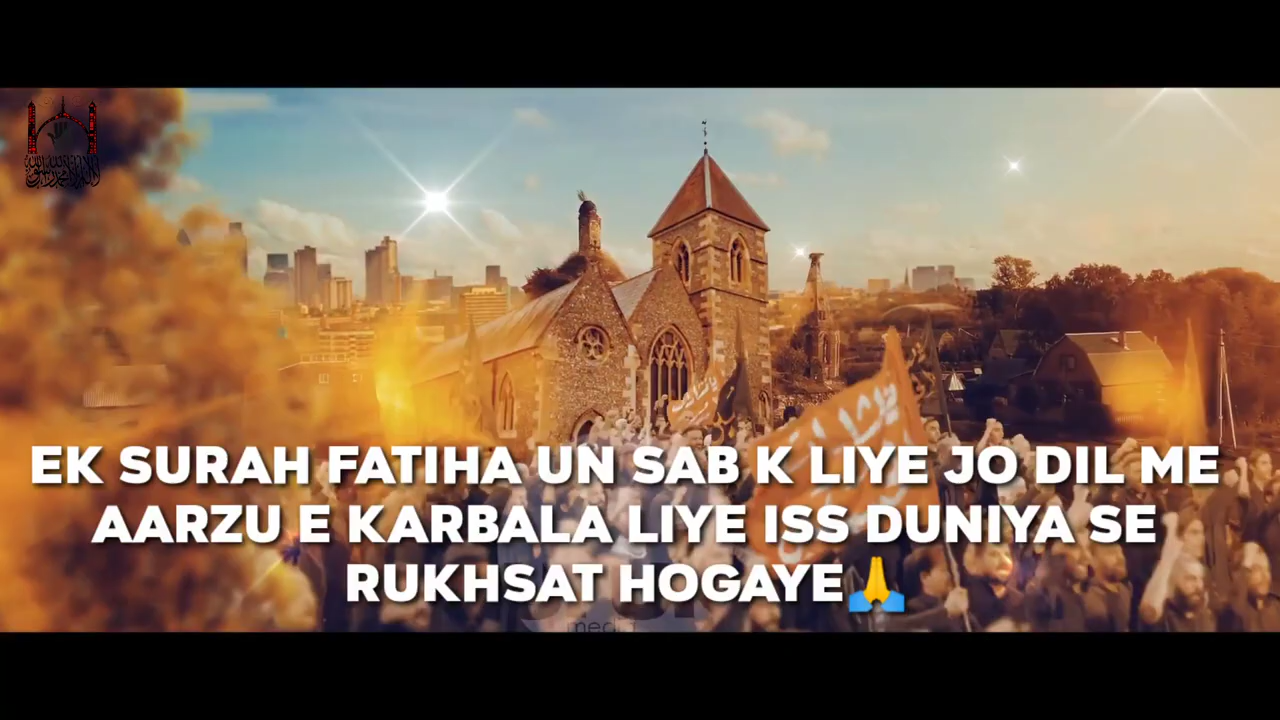 EK SURAH FATIHA UN SAB K LIYE JO DIL ME
AARZU E KARBALA LIYE ISS DUNIYA SE
RUKHSAT HOGAYE🙏